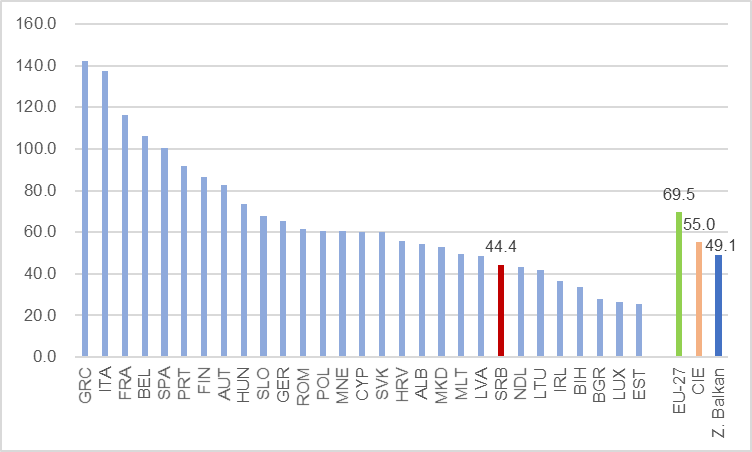 160.0
140.0
120.0
100.0
80.0
60.0
40.0
20.0
0.0
44.4
69.5
55.0
49.1
GRC
ITA
FRA
BEL
SPA
PRT
FIN
AUT
HUN
SLO
GER
ROM
POL
MNE
CYP
SVK
HRV
ALB
MKD
MLT
LVA
SRB
NDL
LTU
IRL
BIH
BGR
LUX
EST
EU-27
CIE
Z. Balkan